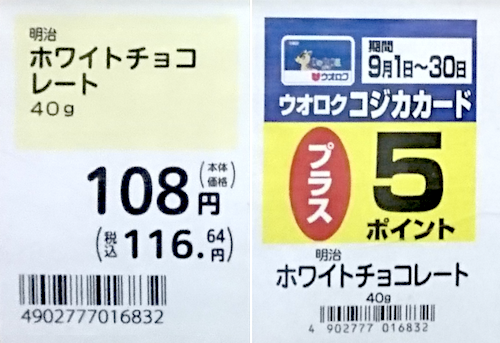 明治
ホワイトチョコ
レート
40g
108円
(本体価格)
(税込 116.64円)
4902777016832
期間
9月1日~30日
ウオロク
ウオロク コジカカード
プラス
5
ポイント
明治
ホワイトチョコレート
40g
4 902777 016832